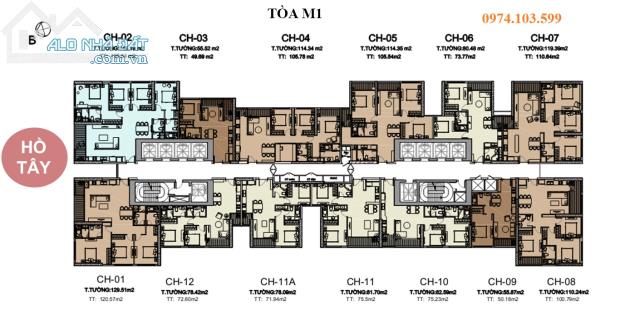 TÒA M1
0974.103.599
ALO NHÀ ĐẤT
.com.vn
CH-02
CH-03
T.TƯỜNG:55.52 m2
TT: 49.69 m2
CH-04
T.TƯỜNG:114.34 m2
TT: 105.78 m2
CH-05
T.TƯỜNG:114.35 m2
TT: 105.84m2
CH-06
T.TƯỜNG:80.48 m2
TT: 73.77m2
CH-07
T.TƯỜNG:119.39m2
TT: 110.84m2
HỒ
TÂY
CH-01
T.TƯỜNG:129.51m2
TT: 120.57m2
CH-12
T.TƯỜNG:78.42m2
TT: 72.60m2
CH-11A
T.TƯỜNG:78.09m2
TT: 71.94m2
CH-11
T.TƯỜNG:81.70m2
TT: 75.5m2
CH-10
T.TƯỜNG:82.59m2
TT: 75.23m2
CH-09
T.TƯỜNG:55.87m2
TT: 50.18m2
CH-08
T.TƯỜNG:110.24m2
TT: 100.79m2